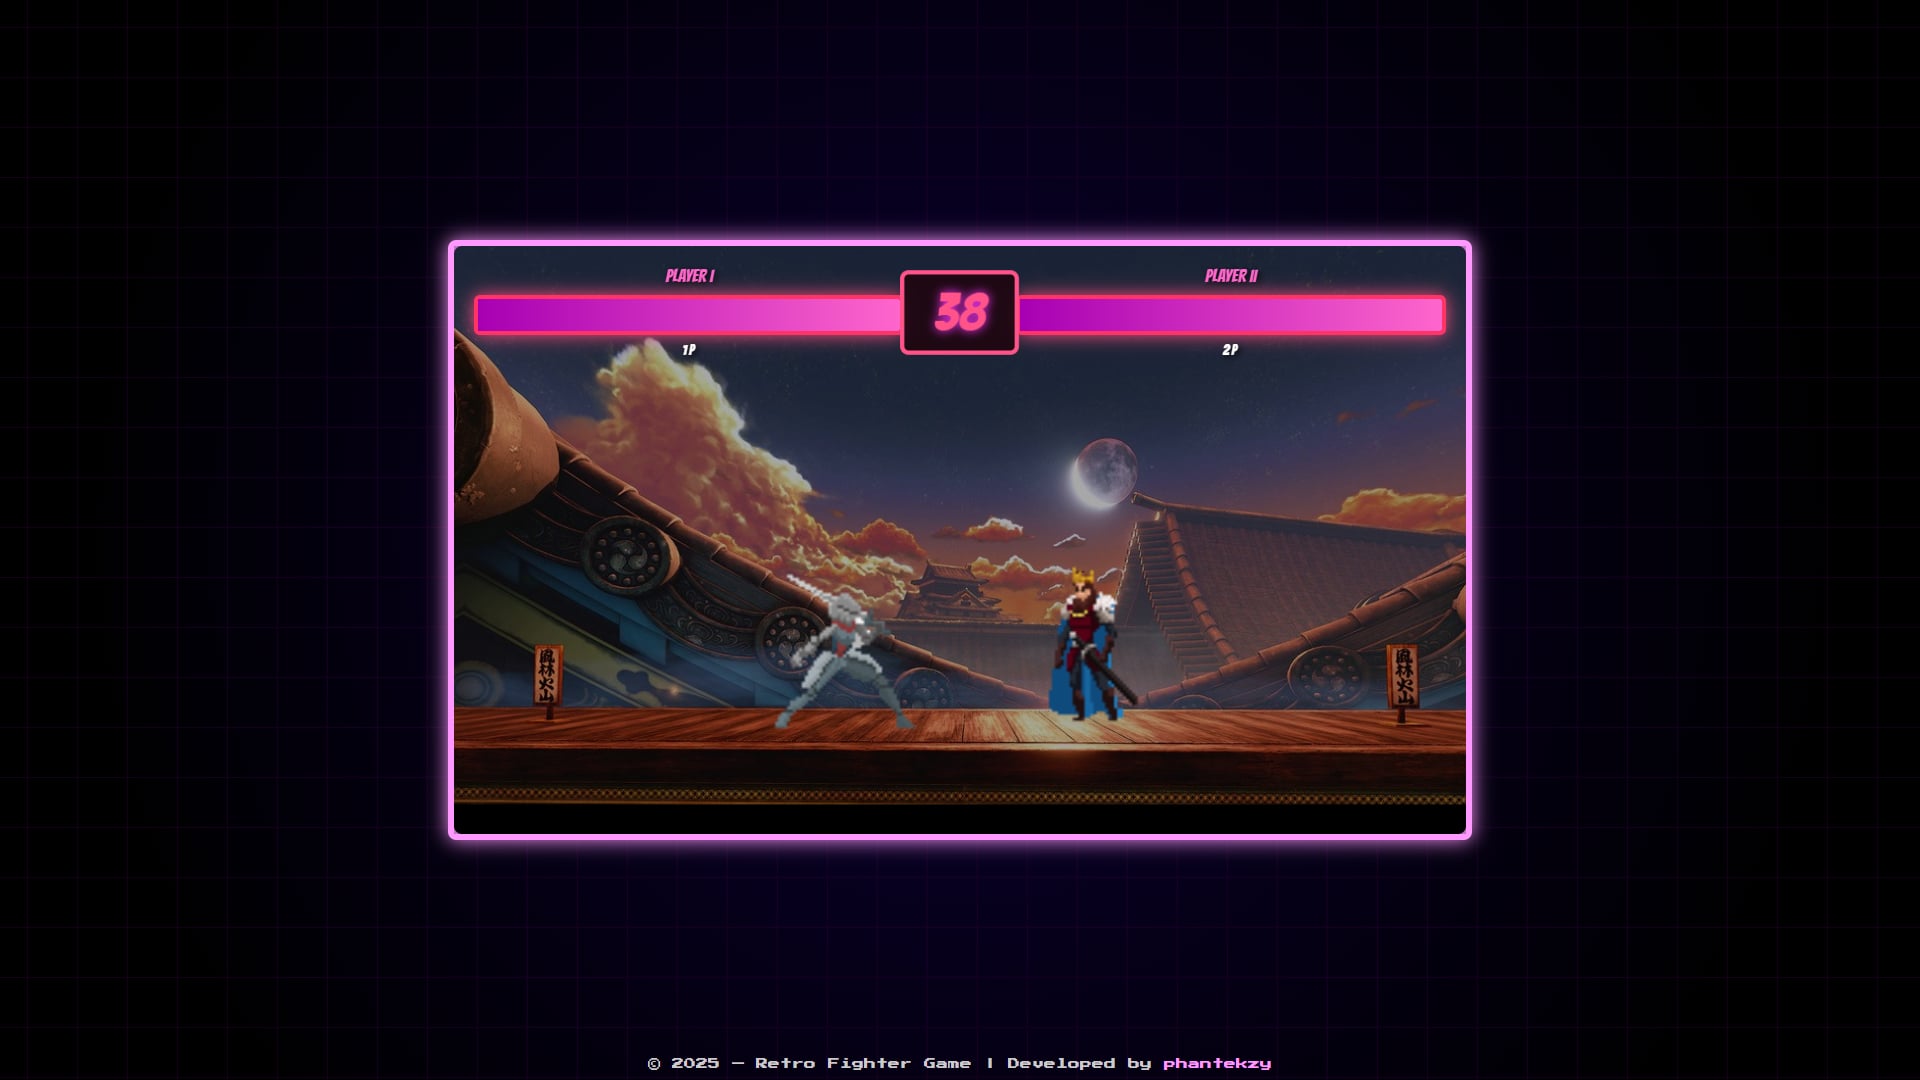 PLAYER I
38
PLAYER II
1P
2P
風林火山
風林火山
© 2025 — Retro Fighter Game | Developed by phantekzy